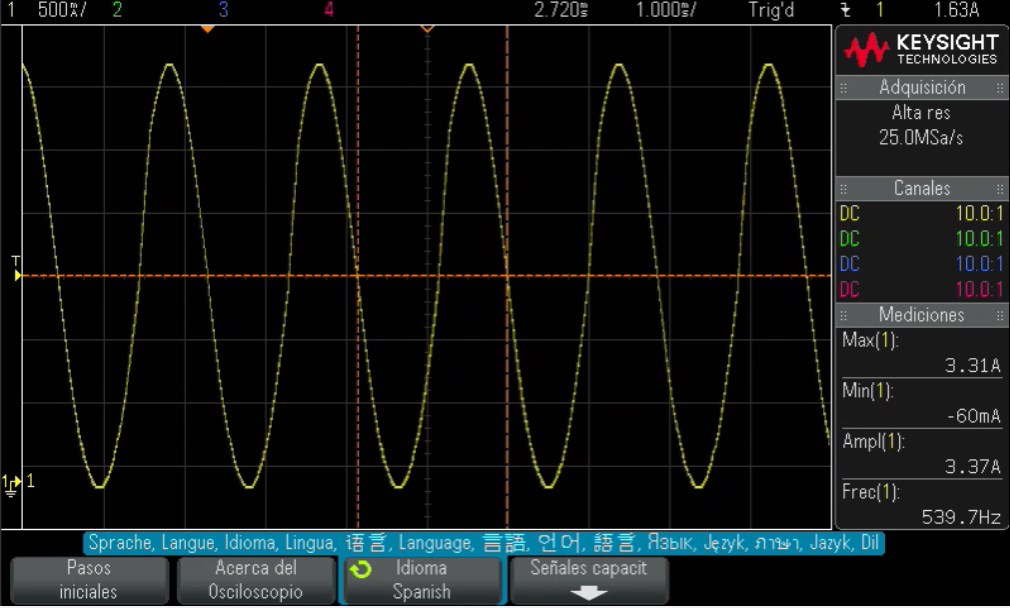 1 500mA/ 2 3 4 2.720s 1.000s/ Trig'd 1 1.63A
KEYSIGHT
TECHNOLOGIES
Adquisición
Alta res
25.0MSa/s
Canales
DC 10.0:1
DC 10.0:1
DC 10.0:1
DC 10.0:1
Mediciones
Max(1):
3.31A
Min(1):
-60mA
Ampl(1):
3.37A
Frec(1):
539.7Hz
T
1 1
Sprache, Langue, Idioma, Lingua, 语言, Language, 言語, 언어, 語言, Язык, Język, ภาษา, Jazyk, Dil
Pasos
iniciales
Acerca del
Osciloscopio
Idioma
Spanish
Señales capacit